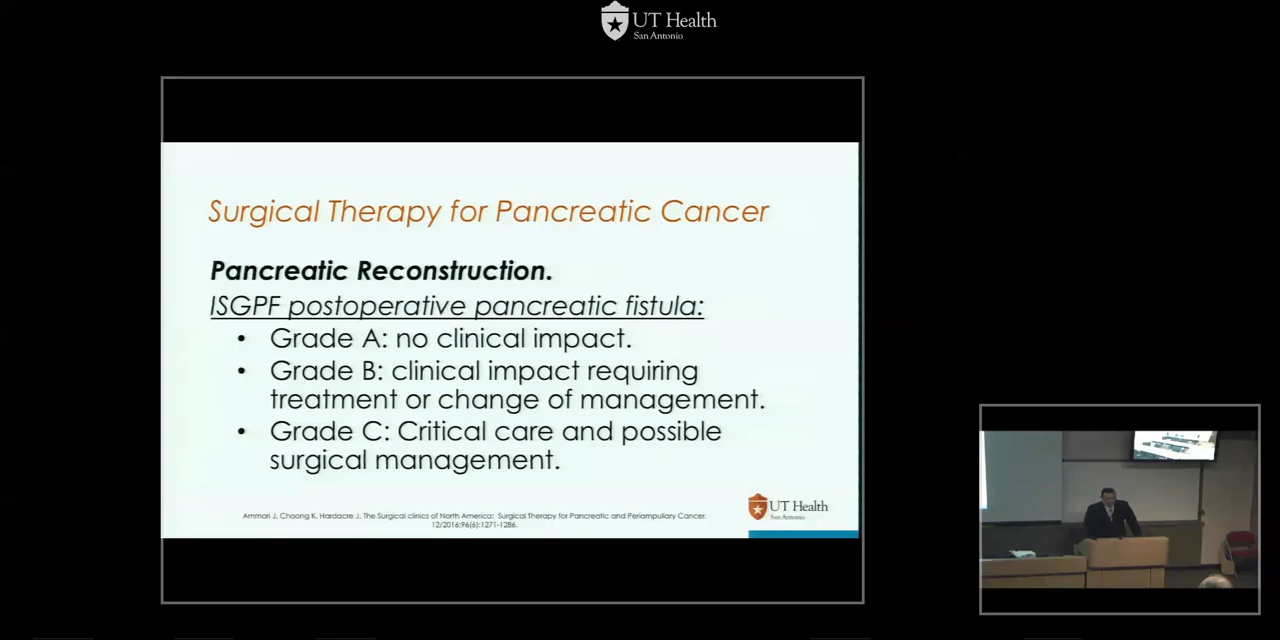 UT Health
San Antonio
Surgical Therapy for Pancreatic Cancer
Pancreatic Reconstruction.
ISGPF postoperative pancreatic fistula:
• Grade A: no clinical impact.
• Grade B: clinical impact requiring
treatment or change of management.
• Grade C: Critical care and possible
surgical management.
Ammori J, Choong K, Hardacre J. The Surgical clinics of North America: Surgical Therapy for Pancreatic and Periampullary Cancer.
12/2016;96(6):1271-1286.
UT Health
San Antonio